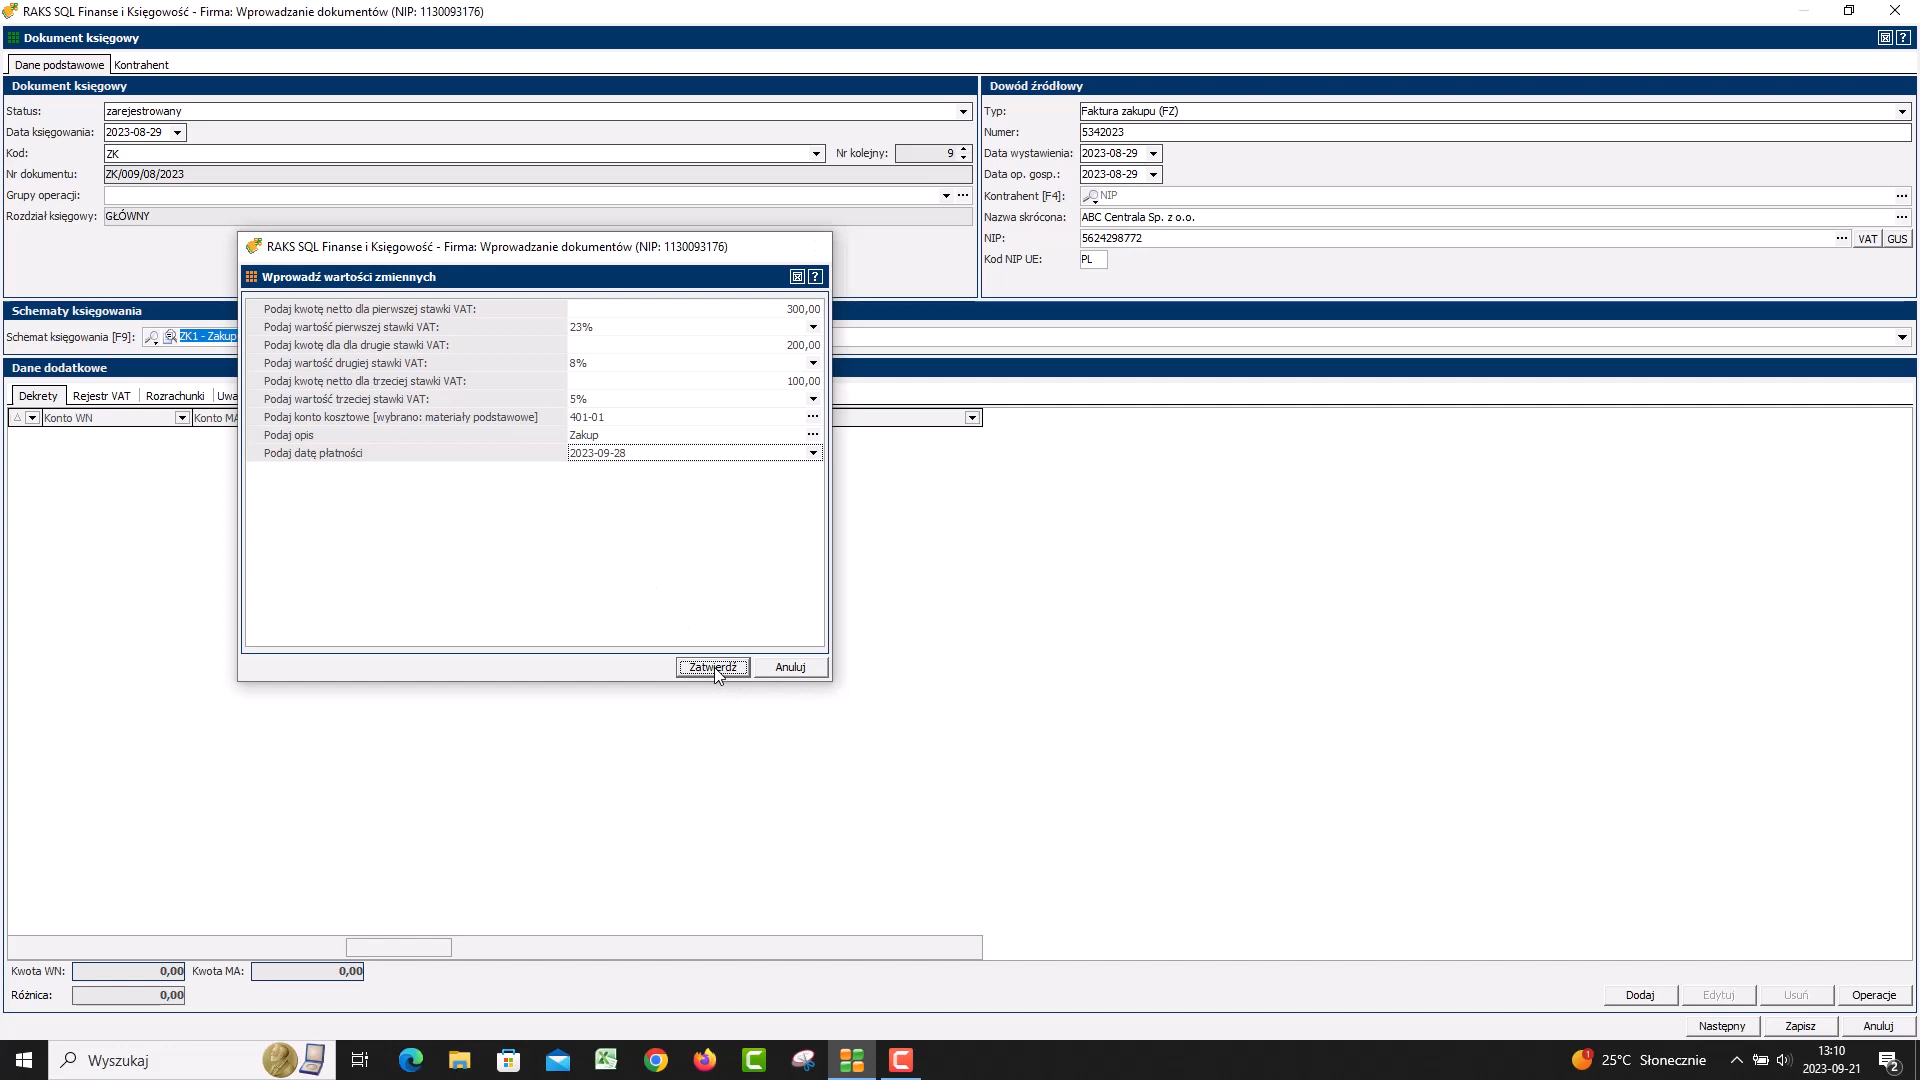 RAKS SQL Finanse i Księgowość - Firma: Wprowadzanie dokumentów (NIP: 1130093176)
Dokument księgowy
Dane podstawowe Kontrahent
Dokument księgowy
Status: zarejestrowany
Data księgowania: 2023-08-29
Kod: ZK Nr kolejny: 9
Nr dokumentu: ZK/009/08/2023
Grupy operacji:
Rozdział księgowy: GŁÓWNY
Dowód źródłowy
Typ: Faktura zakupu (FZ)
Numer: 5342023
Data wystawienia: 2023-08-29
Data op. gosp.: 2023-08-29
Kontrahent [F4]: NIP
Nazwa skrócona: ABC Centrala Sp. z o.o.
NIP: 5624298772 VAT GUS
Kod NIP UE: PL
Schematy księgowania
Schemat księgowania [F9]: ZK1 - Zakup
Dane dodatkowe
Dekrety Rejestr VAT Rozrachunki Uwa
Konto WN Konto MA
RAKS SQL Finanse i Księgowość - Firma: Wprowadzanie dokumentów (NIP: 1130093176)
Wprowadź wartości zmiennych
Podaj kwotę netto dla pierwszej stawki VAT: 300,00
Podaj wartość pierwszej stawki VAT: 23%
Podaj kwotę dla dla drugie stawki VAT: 200,00
Podaj wartość drugiej stawki VAT: 8%
Podaj kwotę netto dla trzeciej stawki VAT: 100,00
Podaj wartość trzeciej stawki VAT: 5%
Podaj konto kosztowe [wybrano: materiały podstawowe] 401-01
Podaj opis Zakup
Podaj datę płatności 2023-09-28
Zatwierdź Anuluj
Kwota WN: 0,00 Kwota MA: 0,00
Różnica: 0,00
Dodaj Edytuj Usuń Operacje
Następny Zapisz Anuluj
Wyszukaj
1
25°C Słonecznie
13:10
2023-09-21
2